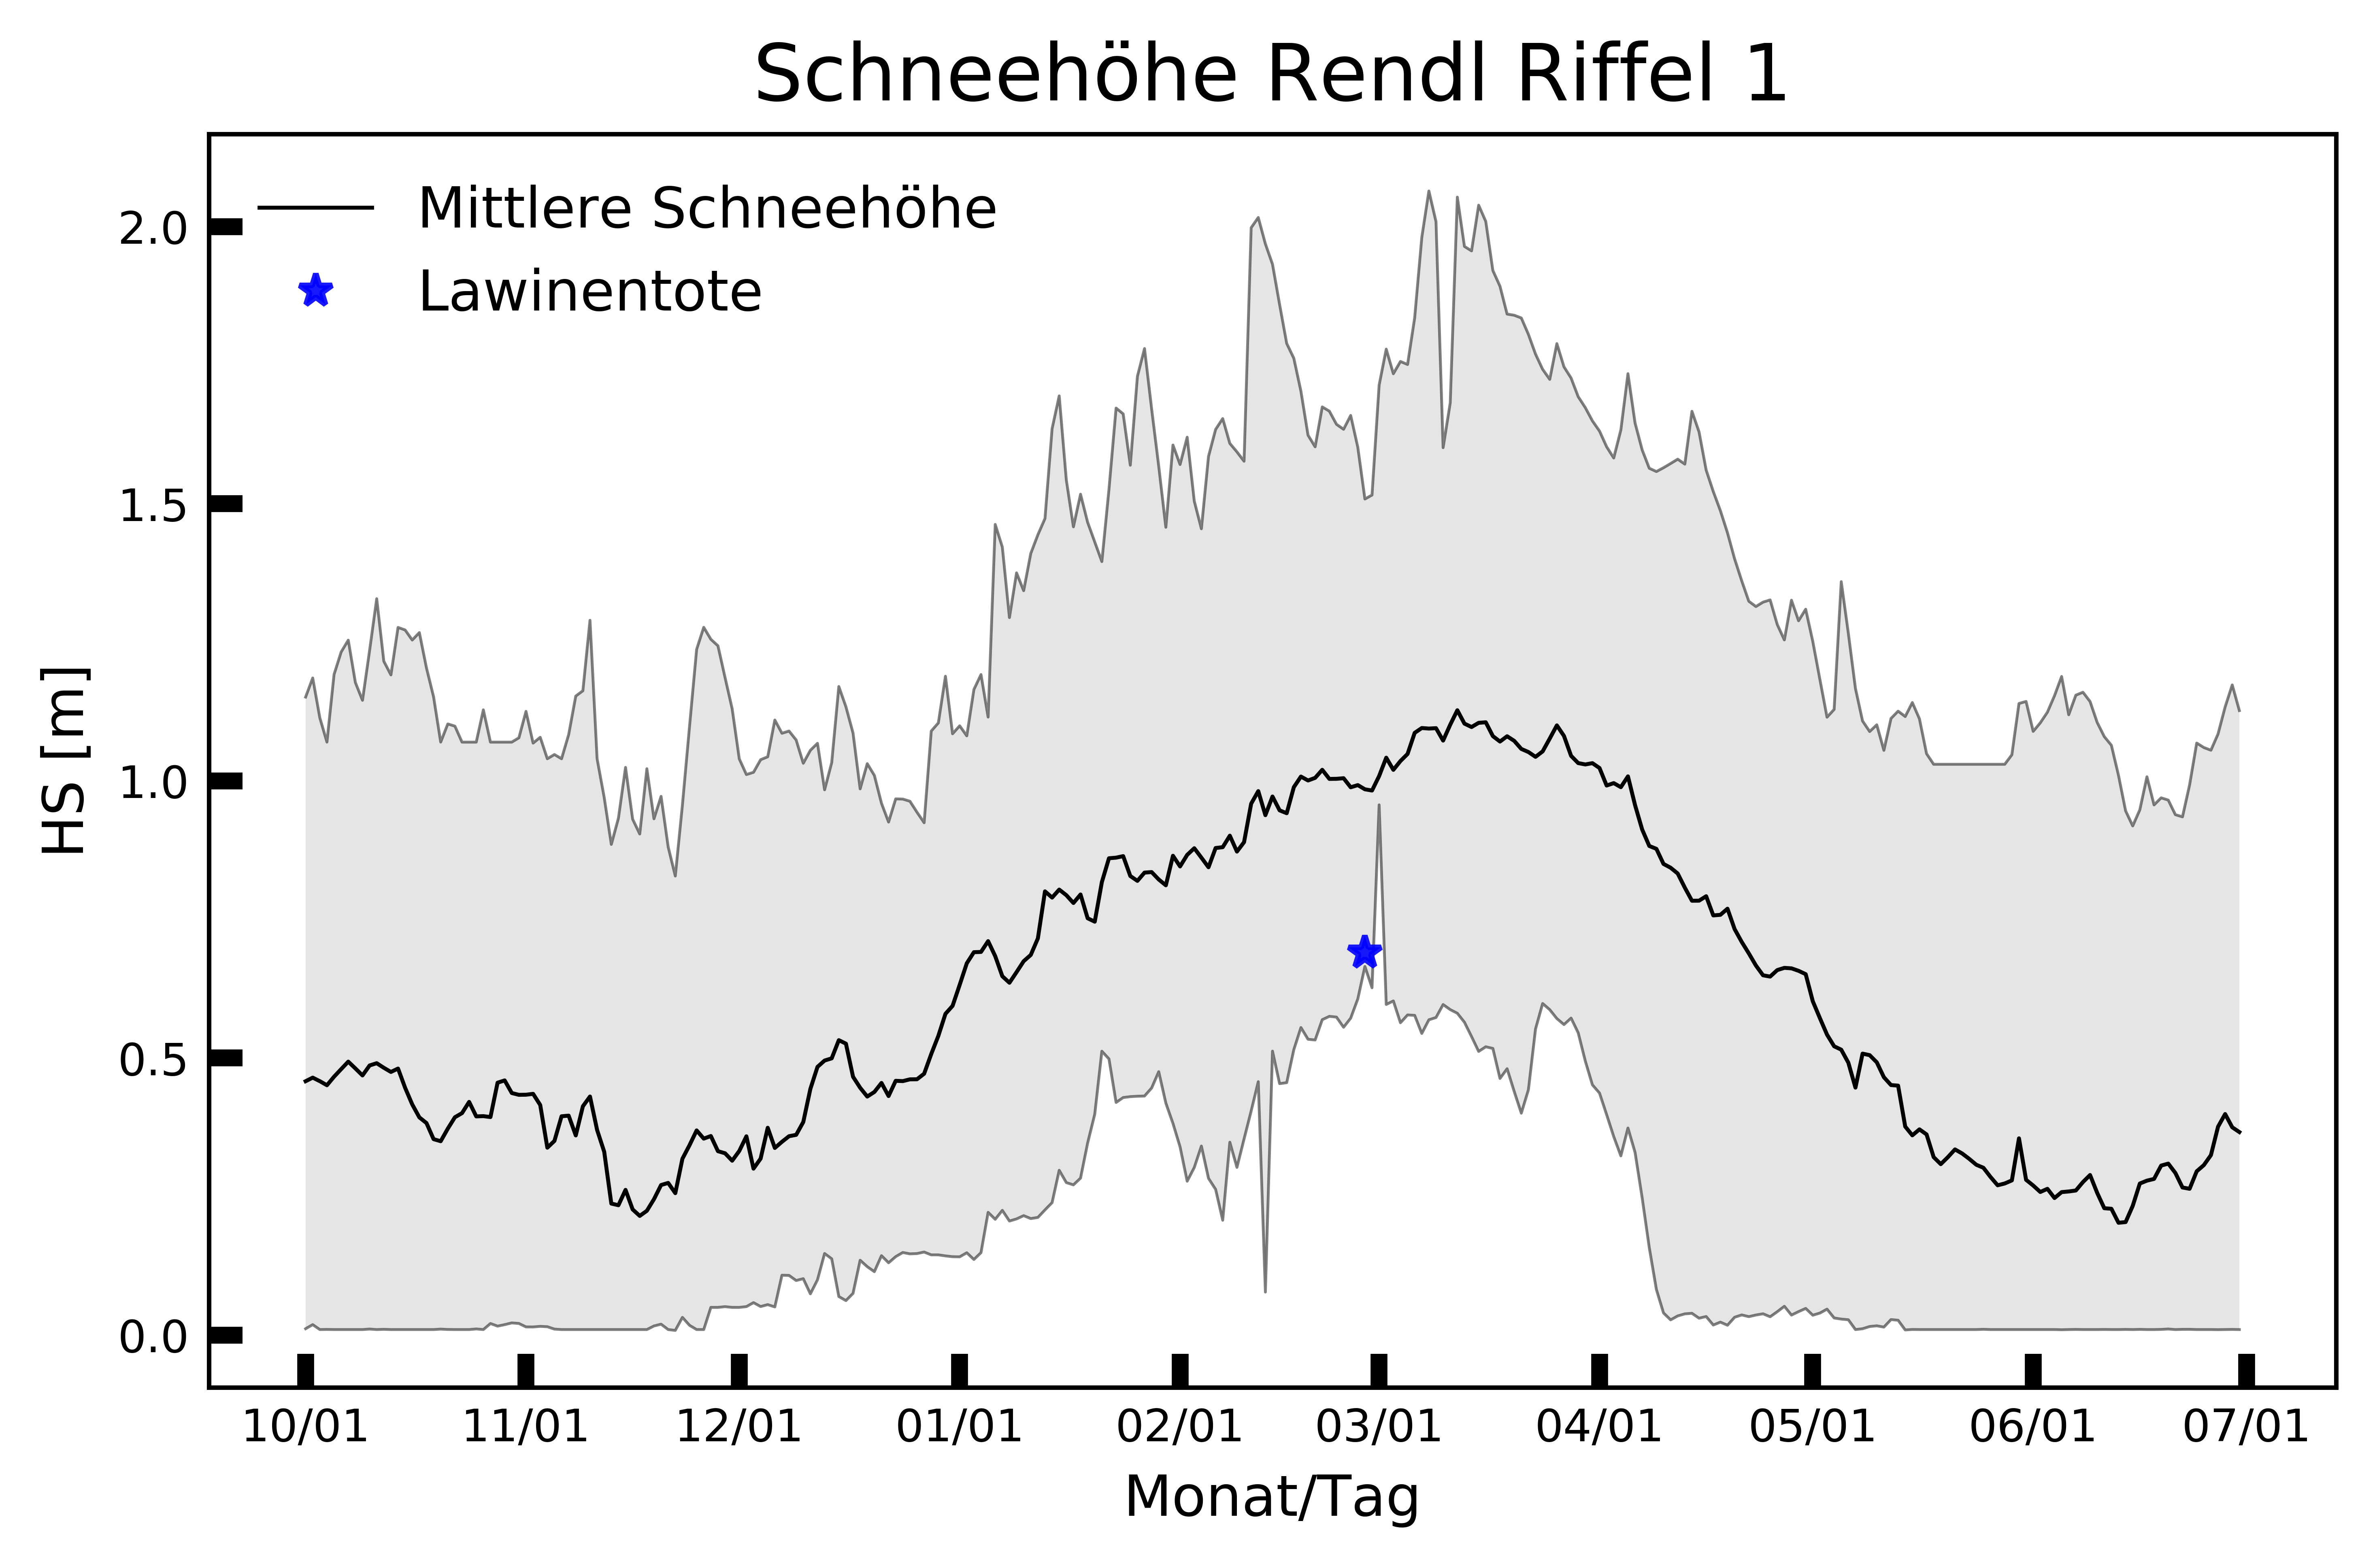 Schneehöhe Rendl Riffel 1
Mittlere Schneehöhe
Lawinentote
HS [m]
2.0
1.5
1.0
0.5
0.0
10/01 11/01 12/01 01/01 02/01 03/01 04/01 05/01 06/01 07/01
Monat/Tag